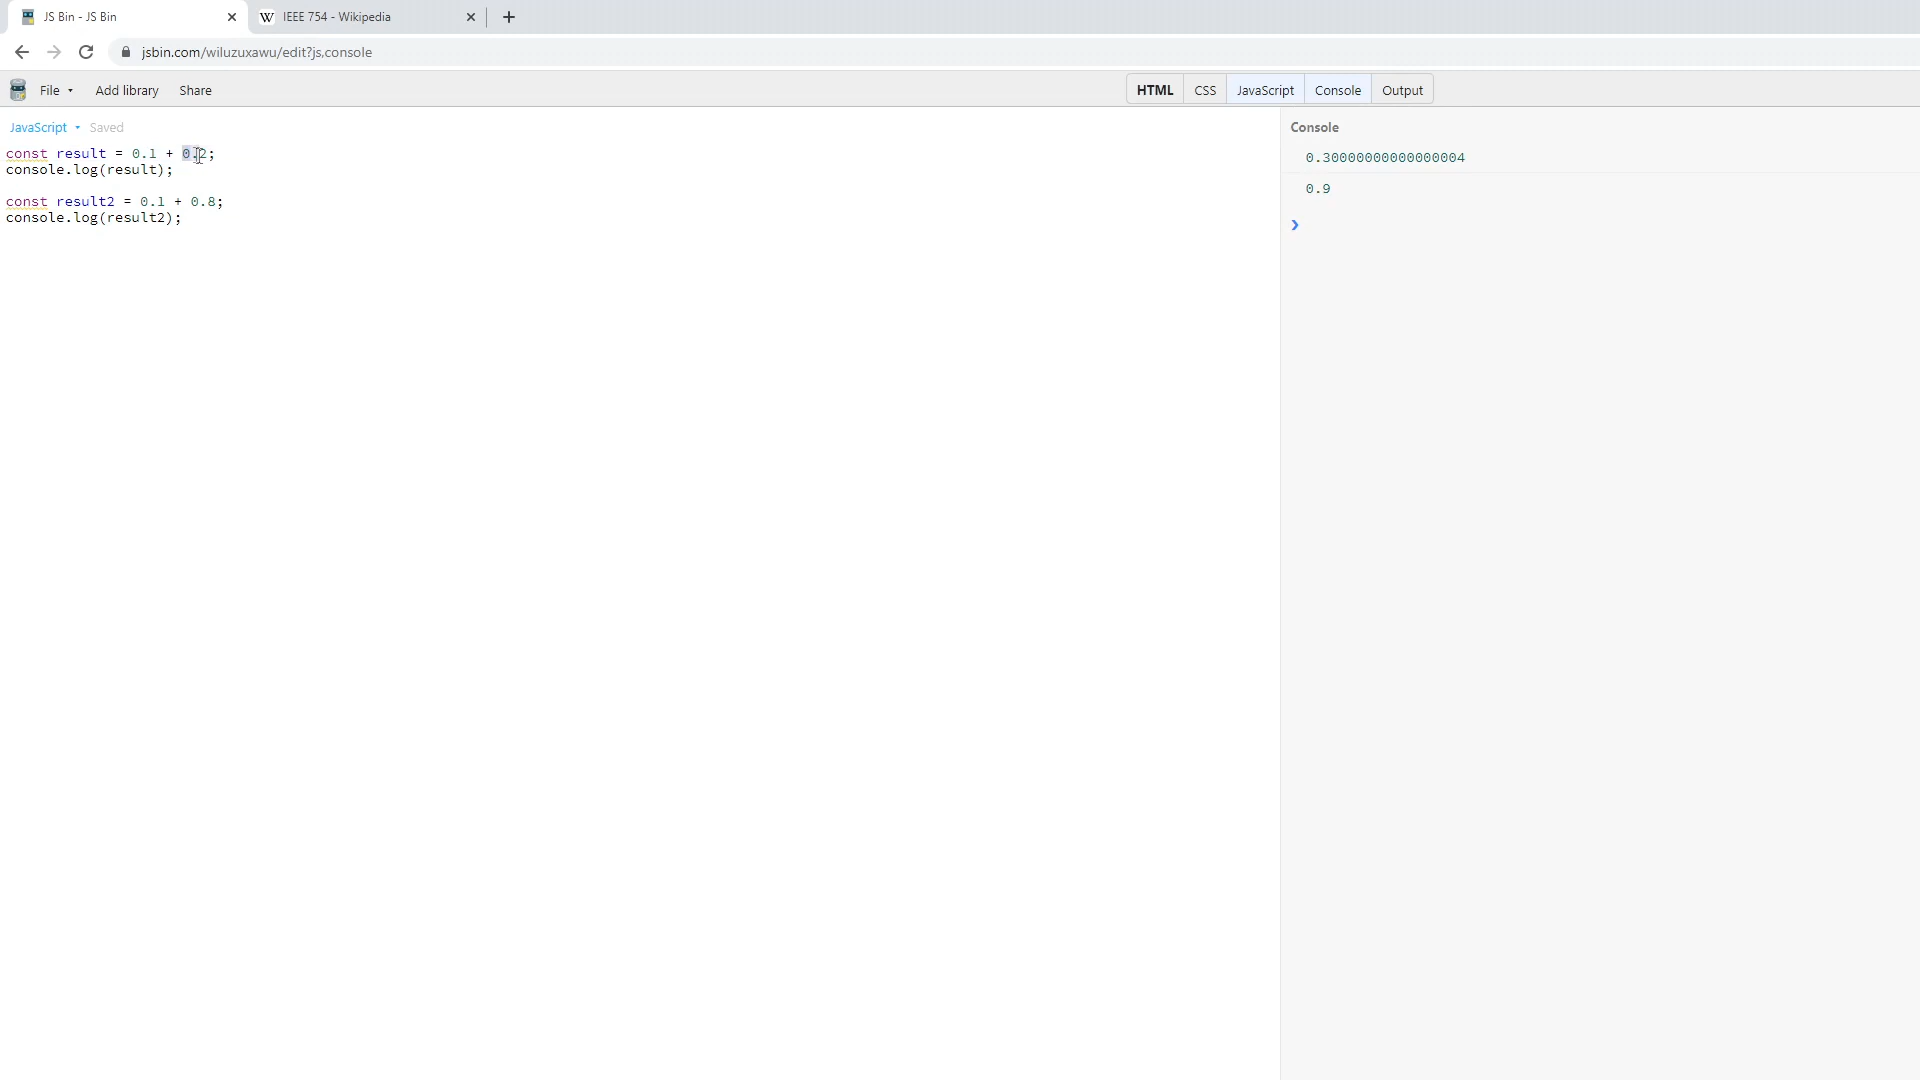 JS Bin - JS Bin
IEEE 754 - Wikipedia
jsbin.com/wiluzuxawu/edit?js,console
File Add library Share HTML CSS JavaScript Console Output
JavaScript Saved
const result = 0.1 + 0.2;
console.log(result);
const result2 = 0.1 + 0.8;
console.log(result2);
Console
0.30000000000000004
0.9